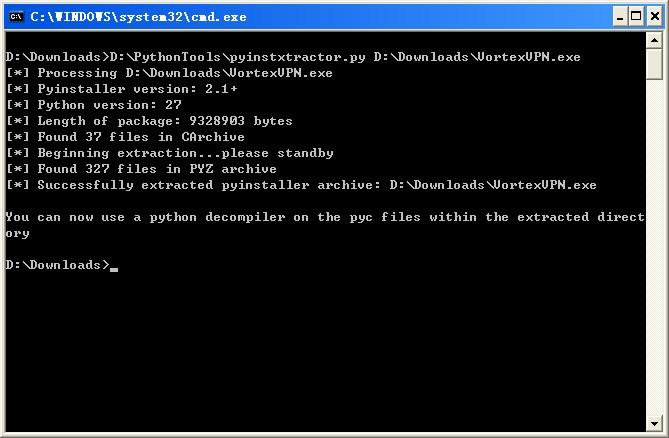 C:\WINDOWS\system32\cmd.exe
D:\Downloads>D:\PythonTools\pyinstxtractor.py D:\Downloads\VortexVPN.exe
[*] Processing D:\Downloads\VortexVPN.exe
[*] Pyinstaller version: 2.1+
[*] Python version: 27
[*] Length of package: 9328903 bytes
[*] Found 37 files in CArchive
[*] Beginning extraction...please standby
[*] Found 327 files in PYZ archive
[*] Successfully extracted pyinstaller archive: D:\Downloads\VortexVPN.exe
You can now use a python decompiler on the pyc files within the extracted direct
ory
D:\Downloads>